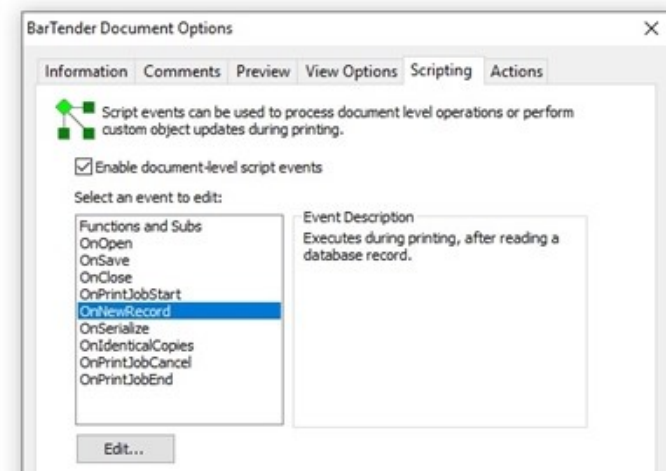 BarTender Document Options
Information Comments Preview View Options Scripting Actions
Script events can be used to process document level operations or perform
custom object updates during printing.
Enable document-level script events
Select an event to edit:
Functions and Subs
OnOpen
OnSave
OnClose
OnPrintJobStart
OnNewRecord
OnSerialize
OnIdenticalCopies
OnPrintJobCancel
OnPrintJobEnd
Event Description
Executes during printing, after reading a
database record.
Edit...